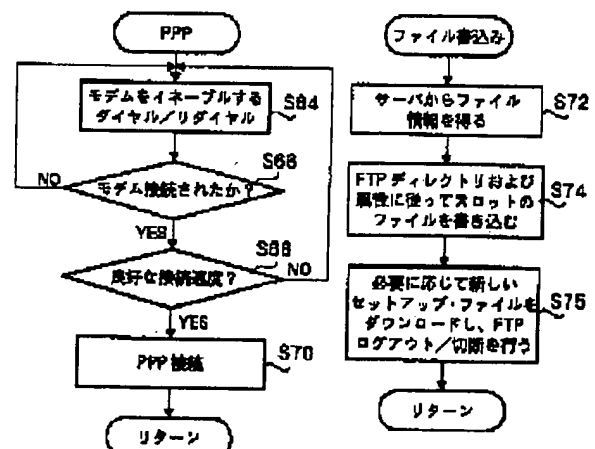 PPP
モデムをイネーブルする
ダイヤル／リダイヤル
S64
S66
モデム接続されたか？
NO
YES
S68
良好な接続速度？
NO
YES
PPP 接続
S70
リターン
ファイル書込み
サーバからファイル
情報を得る
S72
FTP ディレクトリおよび
属性に従ってスロットの
ファイルを書き込む
S74
必要に応じて新しい
セットアップ・ファイルを
ダウンロードし、FTP
ログアウト／切断を行う
S75
リターン